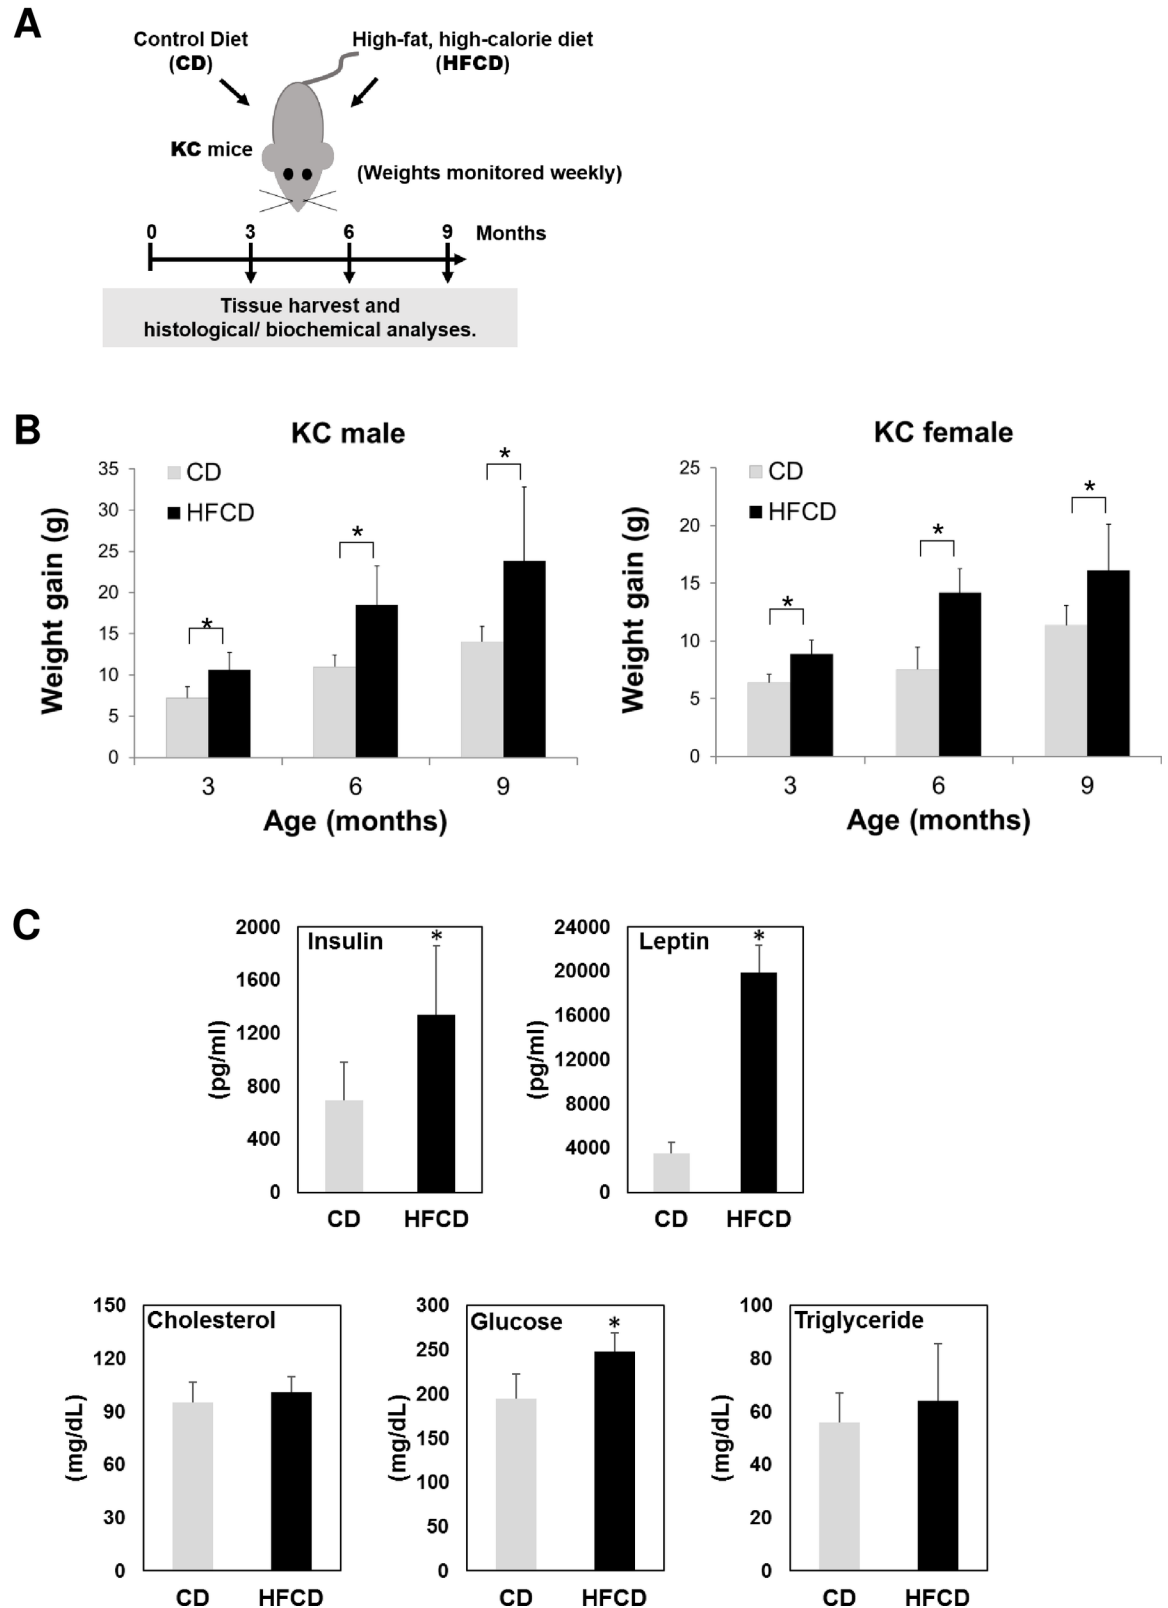 A
Control Diet
(CD)
High-fat, high-calorie diet
(HFCD)
KC mice
(Weights monitored weekly)
0 3 6 9 Months
Tissue harvest and
histological/ biochemical analyses.
B
KC male
CD
HFCD
Weight gain (g)
35
30
25
20
15
10
5
0
* * *
3 6 9
Age (months)
KC female
CD
HFCD
Weight gain (g)
25
20
15
10
5
0
* * *
3 6 9
Age (months)
C
Insulin
*
(pg/ml)
2000
1600
1200
800
400
0
CD HFCD
Leptin
*
(pg/ml)
24000
20000
16000
12000
8000
4000
0
CD HFCD
Cholesterol
(mg/dL)
150
120
90
60
30
0
CD HFCD
Glucose
*
(mg/dL)
300
250
200
150
100
50
0
CD HFCD
Triglyceride
(mg/dL)
100
80
60
40
20
0
CD HFCD